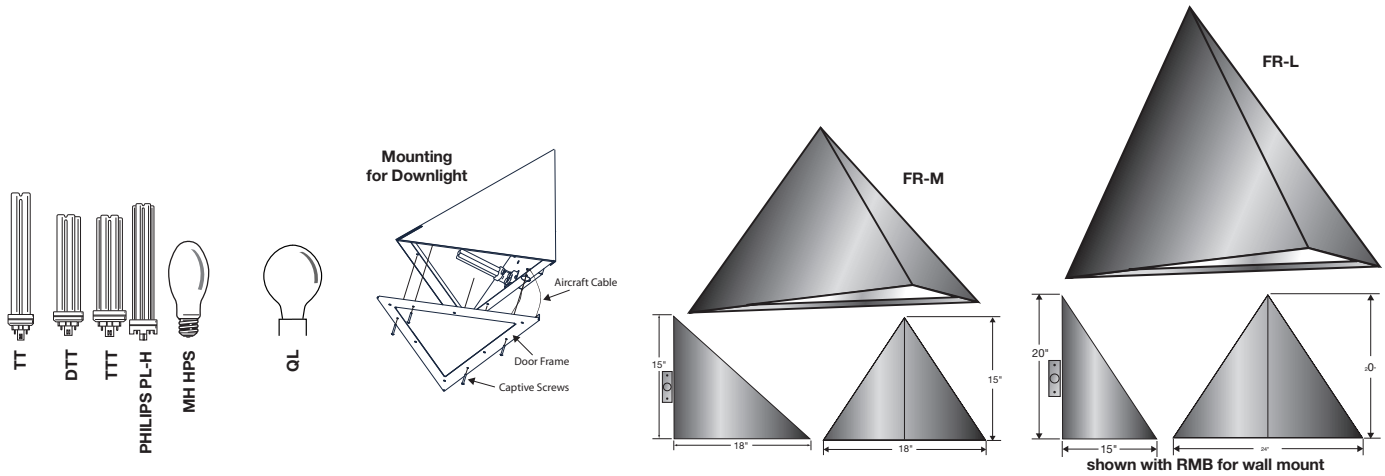 TT
DTT
TTT
PHILIPS PL-H
MH HPS
QL
Mounting
for Downlight
Aircraft Cable
Door Frame
Captive Screws
FR-M
15"
18"
18"
15"
FR-L
20"
15"
24"
shown with RMB for wall mount